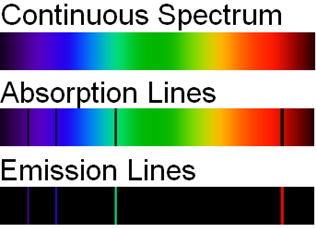 Continuous Spectrum
Absorption Lines
Emission Lines